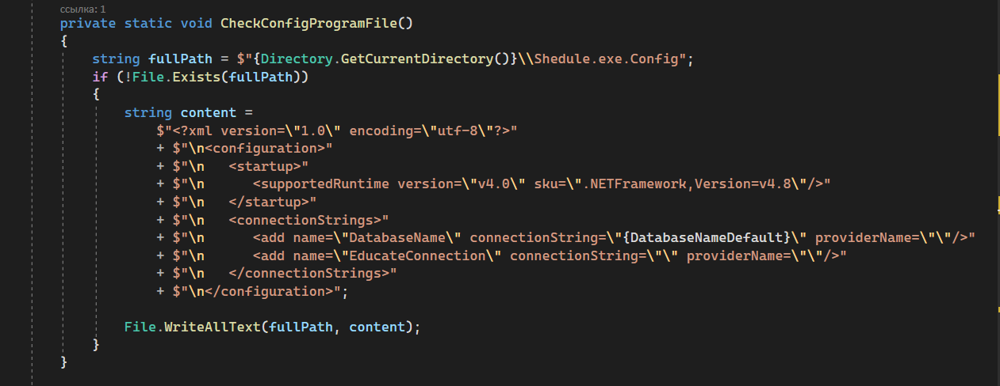 ссылка: 1
private static void CheckConfigProgramFile()
{
string fullPath = $"{Directory.GetCurrentDirectory()}\\Shedule.exe.Config";
if (!File.Exists(fullPath))
{
string content =
$"<?xml version=\"1.0\" encoding=\"utf-8\"?>"
+ $"\n<configuration>"
+ $"\n   <startup>"
+ $"\n      <supportedRuntime version=\"v4.0\" sku=\".NETFramework,Version=v4.8\"/>"
+ $"\n   </startup>"
+ $"\n   <connectionStrings>"
+ $"\n      <add name=\"DatabaseName\" connectionString=\"{DatabaseNameDefault}\" providerName=\"\"/>"
+ $"\n      <add name=\"EducateConnection\" connectionString=\"\" providerName=\"\"/>"
+ $"\n   </connectionStrings>"
+ $"\n</configuration>";
File.WriteAllText(fullPath, content);
}
}